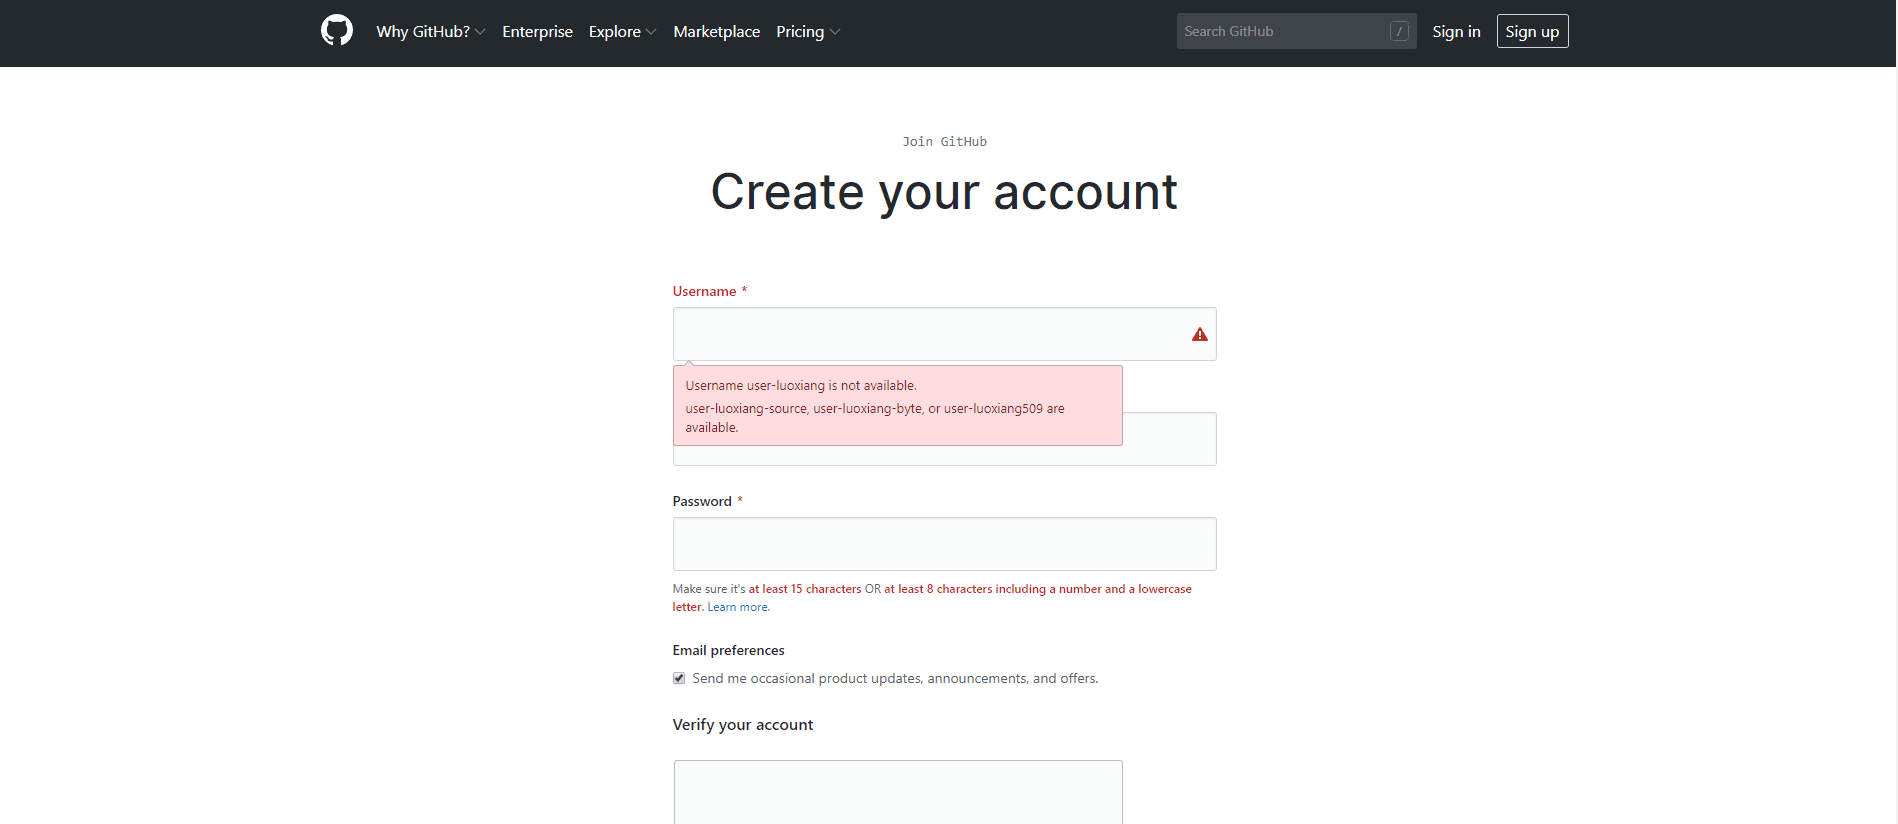 Why GitHub? Enterprise Explore Marketplace Pricing Search GitHub / Sign in Sign up
Join GitHub
Create your account
Username *
Username user-luoxiang is not available.
user-luoxiang-source, user-luoxiang-byte, or user-luoxiang509 are
available.
Password *
Make sure it's at least 15 characters OR at least 8 characters including a number and a lowercase
letter. Learn more.
Email preferences
Send me occasional product updates, announcements, and offers.
Verify your account